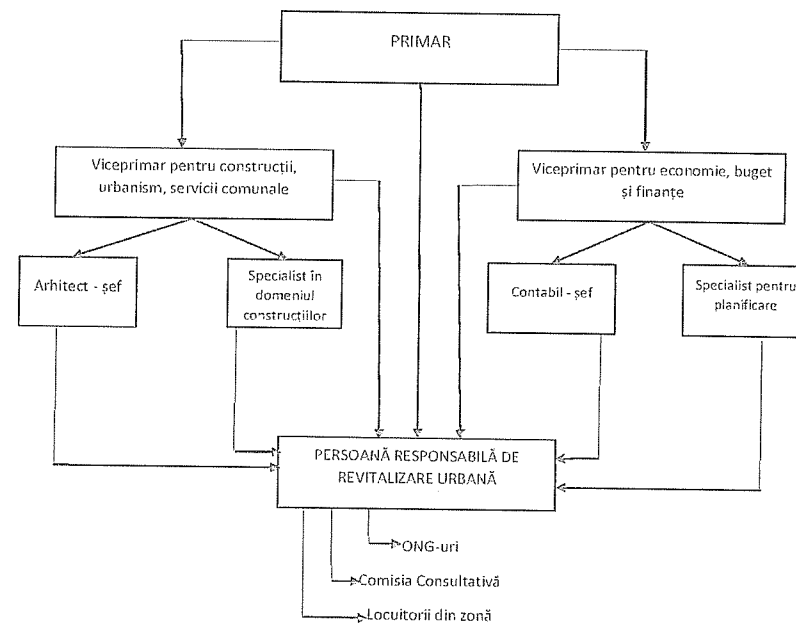 PRIMAR
Viceprimar pentru construcții,
urbanism, servicii comunale
Viceprimar pentru economie, buget
și finanțe
Arhitect - șef
Specialist în
domeniul
construcțiilor
Contabil - șef
Specialist pentru
planificare
PERSOANĂ RESPONSABILĂ DE
REVITALIZARE URBANĂ
ONG-uri
Comisia Consultativă
Locuitorii din zonă